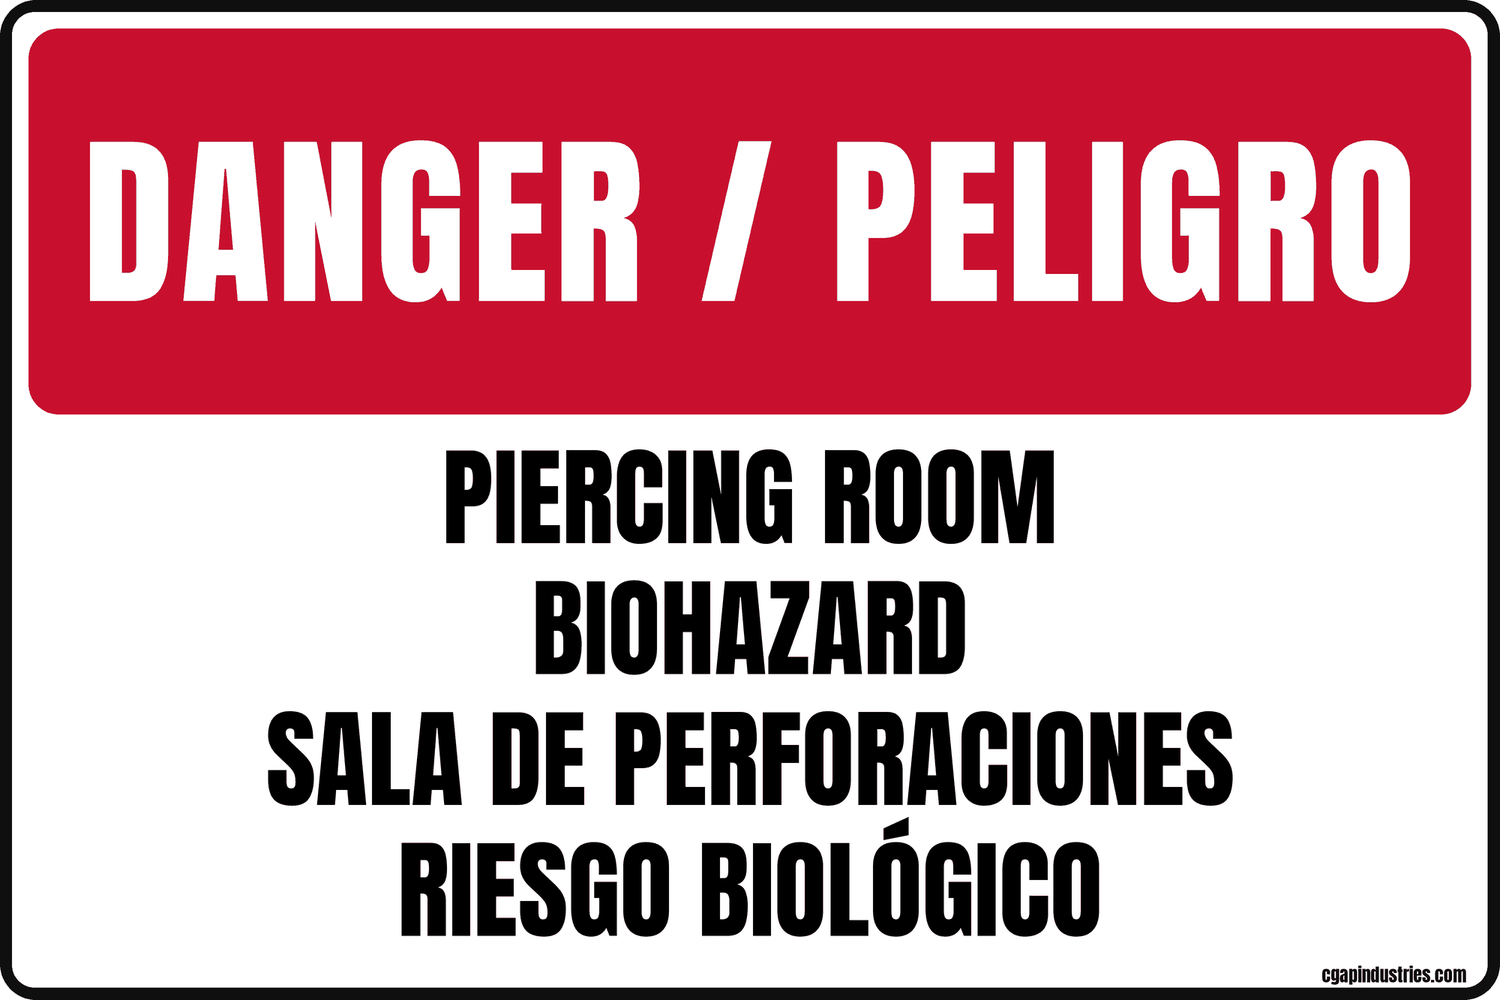 DANGER / PELIGRO
PIERCING ROOM
BIOHAZARD
SALA DE PERFORACIONES
RIESGO BIOLÓGICO
cgapindustries.com